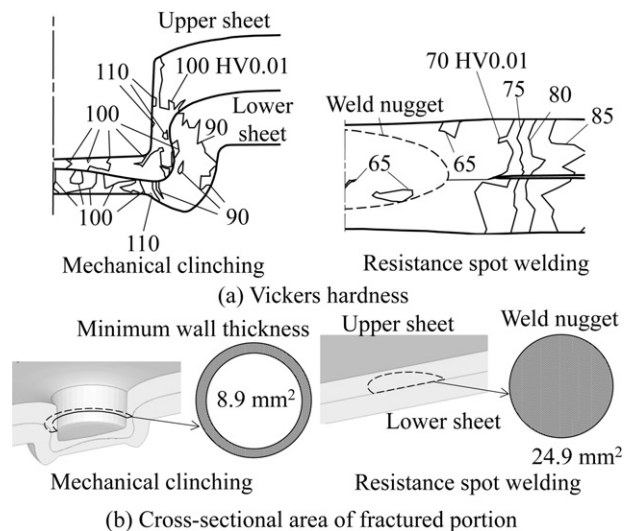 Upper sheet
110
100 HV0.01
Lower
sheet
100
90
100
90
110
Mechanical clinching
70 HV0.01
75
80
85
Weld nugget
65
65
Resistance spot welding
(a) Vickers hardness
Minimum wall thickness
8.9 mm²
Mechanical clinching
Upper sheet
Weld nugget
Lower sheet
24.9 mm²
Resistance spot welding
(b) Cross-sectional area of fractured portion